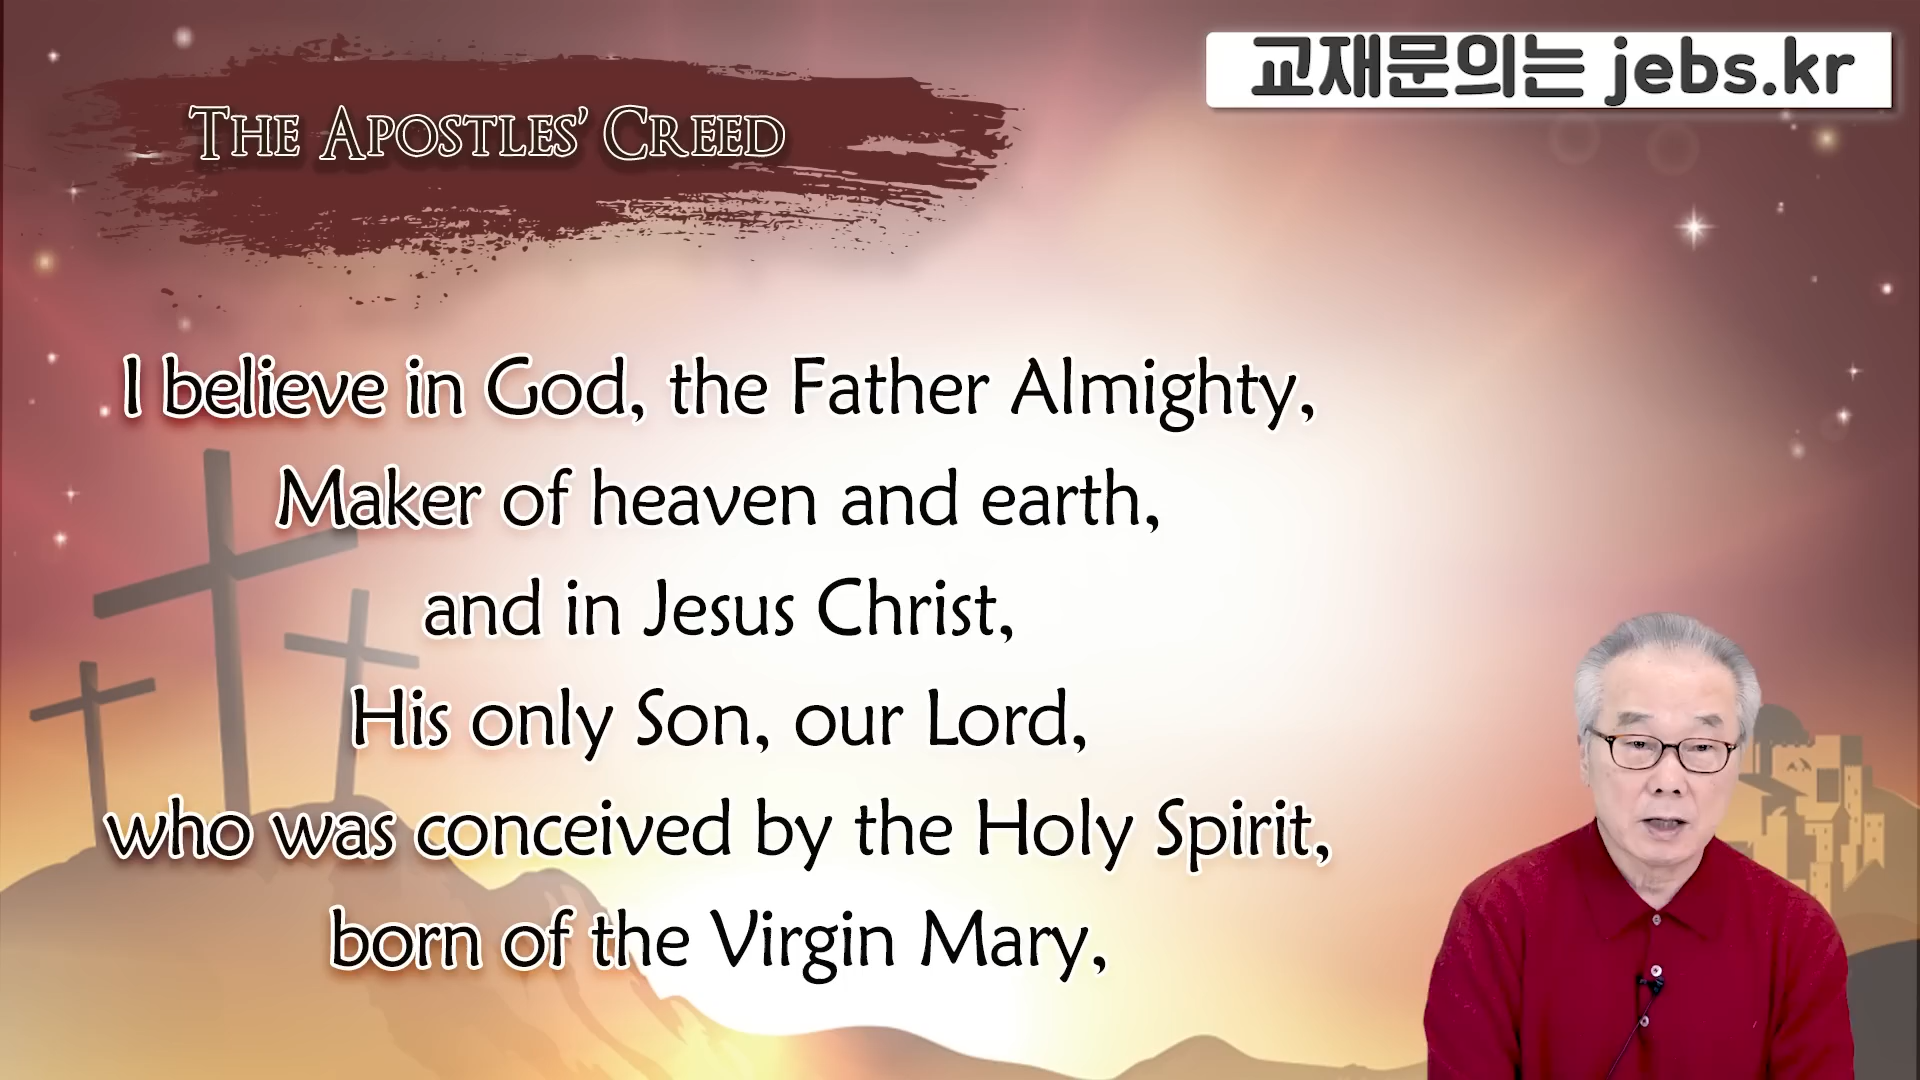 교재문의는 jebs.kr
THE APOSTLES’ CREED
I believe in God, the Father Almighty,
Maker of heaven and earth,
and in Jesus Christ,
His only Son, our Lord,
who was conceived by the Holy Spirit,
born of the Virgin Mary,